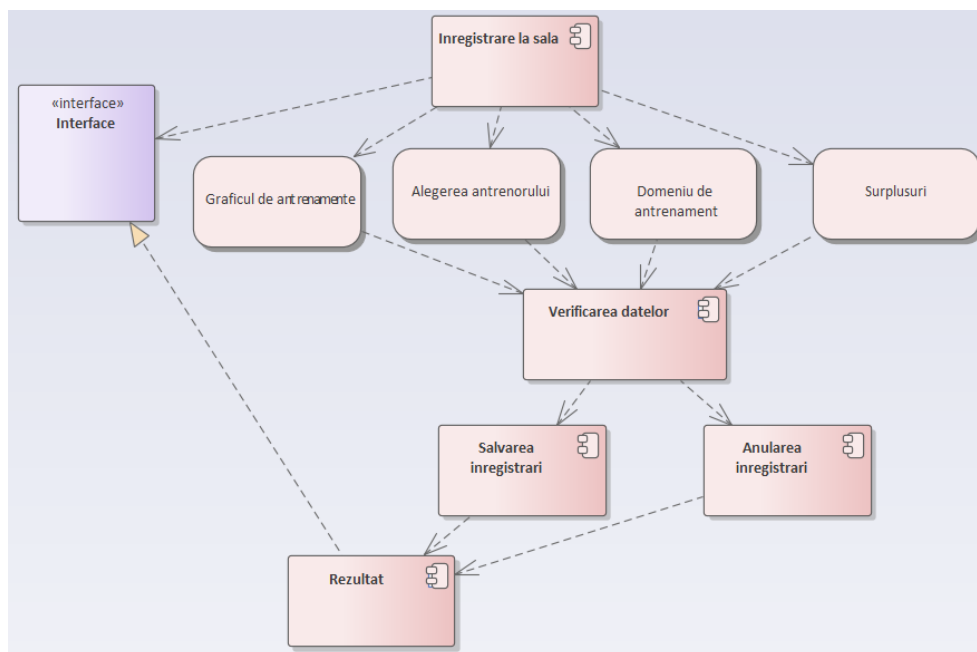 Inregistrare la sala
«interface»
Interface
Graficul de antrenamente
Alegerea antrenorului
Domeniu de
antrenament
Surplusuri
Verificarea datelor
Salvarea
inregistrari
Anularea
inregistrari
Rezultat